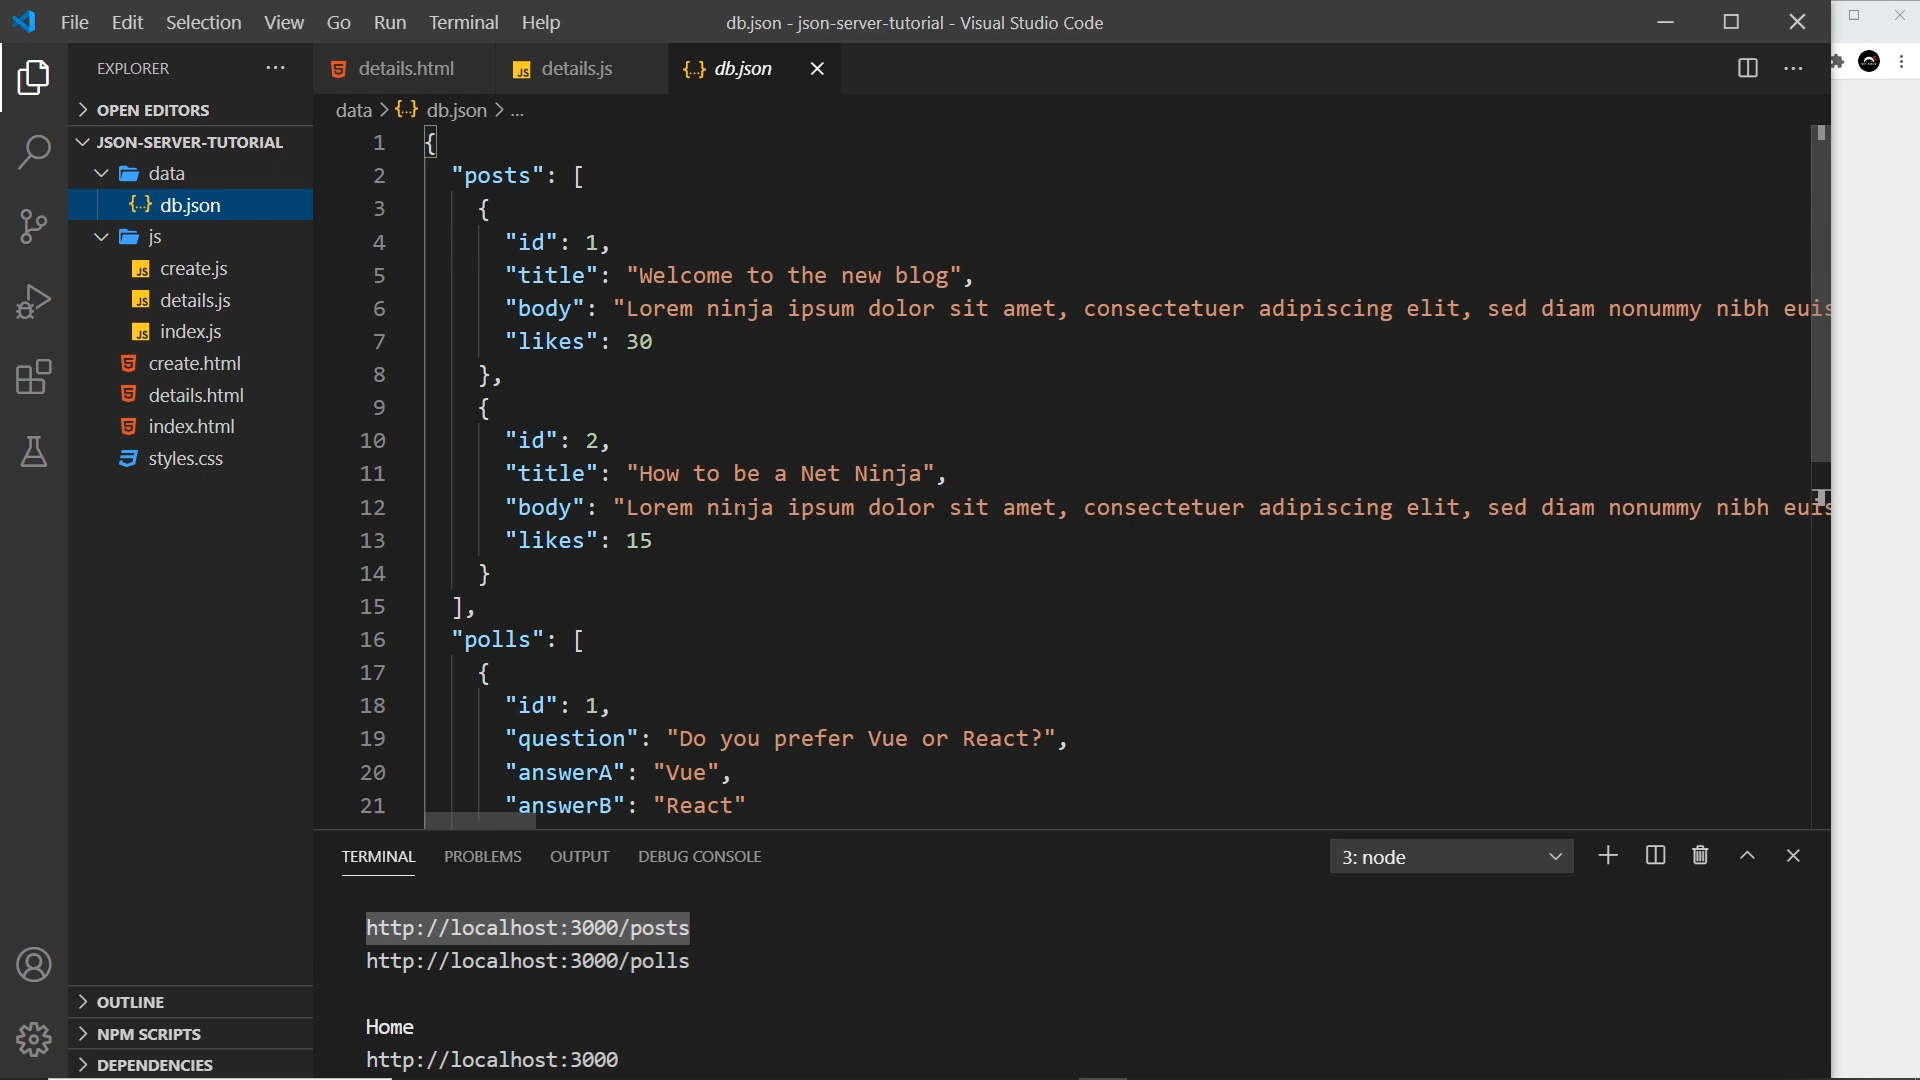 File Edit Selection View Go Run Terminal Help
db.json - json-server-tutorial - Visual Studio Code
EXPLORER
OPEN EDITORS
JSON-SERVER-TUTORIAL
data
db.json
js
create.js
details.js
index.js
create.html
details.html
index.html
styles.css
OUTLINE
NPM SCRIPTS
DEPENDENCIES
details.html
details.js
db.json
data > db.json > ...
1 {
2 "posts": [
3 {
4 "id": 1,
5 "title": "Welcome to the new blog",
6 "body": "Lorem ninja ipsum dolor sit amet, consectetuer adipiscing elit, sed diam nonummy nibh euis
7 "likes": 30
8 },
9 {
10 "id": 2,
11 "title": "How to be a Net Ninja",
12 "body": "Lorem ninja ipsum dolor sit amet, consectetuer adipiscing elit, sed diam nonummy nibh euis
13 "likes": 15
14 }
15 ],
16 "polls": [
17 {
18 "id": 1,
19 "question": "Do you prefer Vue or React?",
20 "answerA": "Vue",
21 "answerB": "React"
TERMINAL PROBLEMS OUTPUT DEBUG CONSOLE
3: node
http://localhost:3000/posts
http://localhost:3000/polls
Home
http://localhost:3000